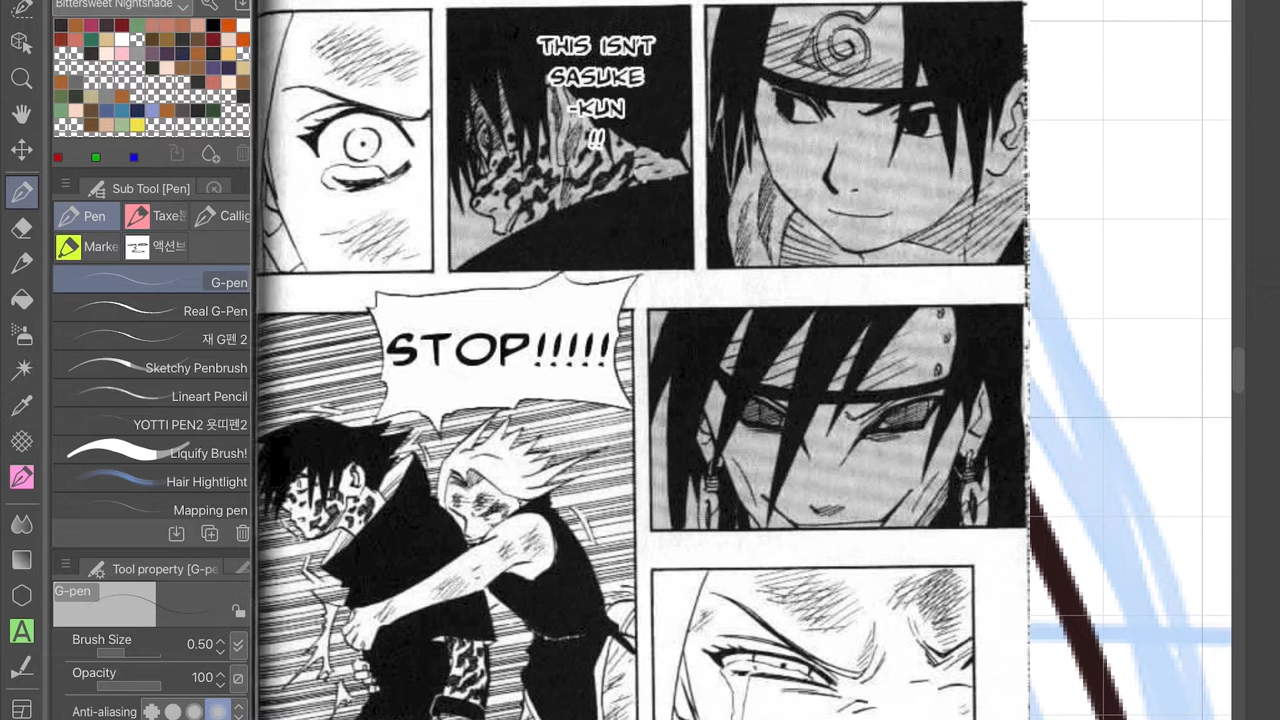 Bittersweet Nightshade
Sub Tool [Pen]
Pen
Taxe
Callig
Marke
액션브
G-pen
Real G-Pen
재 G펜 2
Sketchy Penbrush
Lineart Pencil
YOTTI PEN2 욧띠펜2
Liquify Brush!
Hair Hightlight
Mapping pen
Tool property [G-pe
G-pen
Brush Size
0.50
Opacity
100
Anti-aliasing
A
THIS ISN'T
SASUKE
-KUN
!!
STOP!!!!!